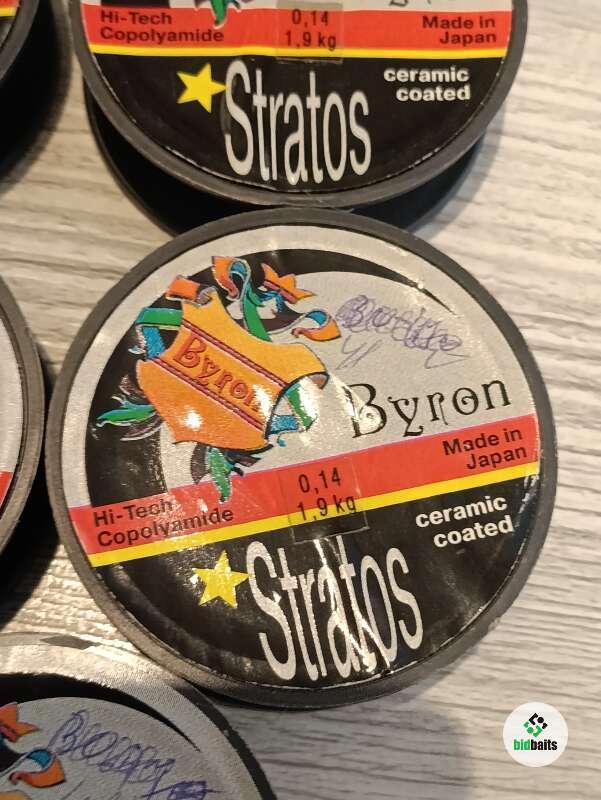 Hi-Tech
Copolyamide
0,14
1,9 kg
Made in
Japan
ceramic
coated
Stratos
Byron
Byron
Hi-Tech
Copolyamide
0,14
1,9 kg
Made in
Japan
ceramic
coated
Stratos
bidbaits